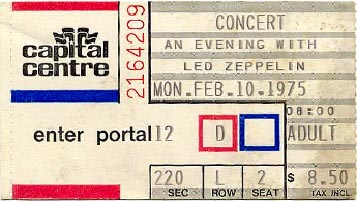 CONCERT
AN EVENING WITH
LED ZEPPELIN
MON.FEB.10.1975
08:00
ADULT
capital
centre
2164209
enter portal 12 D
220 L 2 $ 8.50
SEC ROW SEAT TAX INCL.